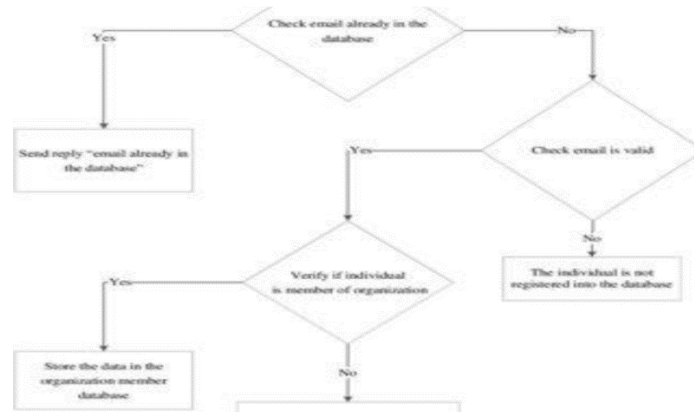 Check email already in the
database
Yes
No
Send reply "email already in
the database"
Check email is valid
Yes
No
Verify if individual
is member of organization
The individual is not
registered into the database
Yes
Store the data in the
organization member
database
No